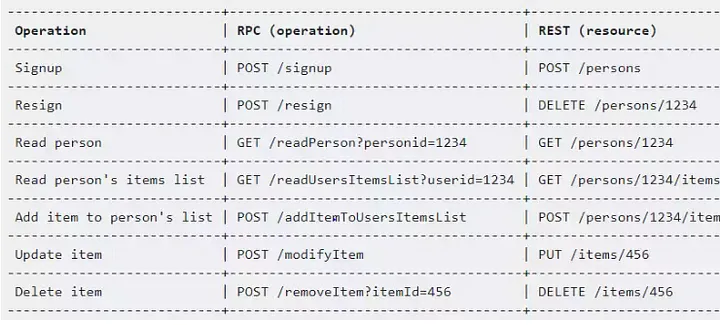 Operation | RPC (operation) | REST (resource)
Signup | POST /signup | POST /persons
Resign | POST /resign | DELETE /persons/1234
Read person | GET /readPerson?personid=1234 | GET /persons/1234
Read person's items list | GET /readUsersItemsList?userid=1234 | GET /persons/1234/items
Add item to person's list | POST /addItemToUsersItemsList | POST /persons/1234/item
Update item | POST /modifyItem | PUT /items/456
Delete item | POST /removeItem?itemId=456 | DELETE /items/456